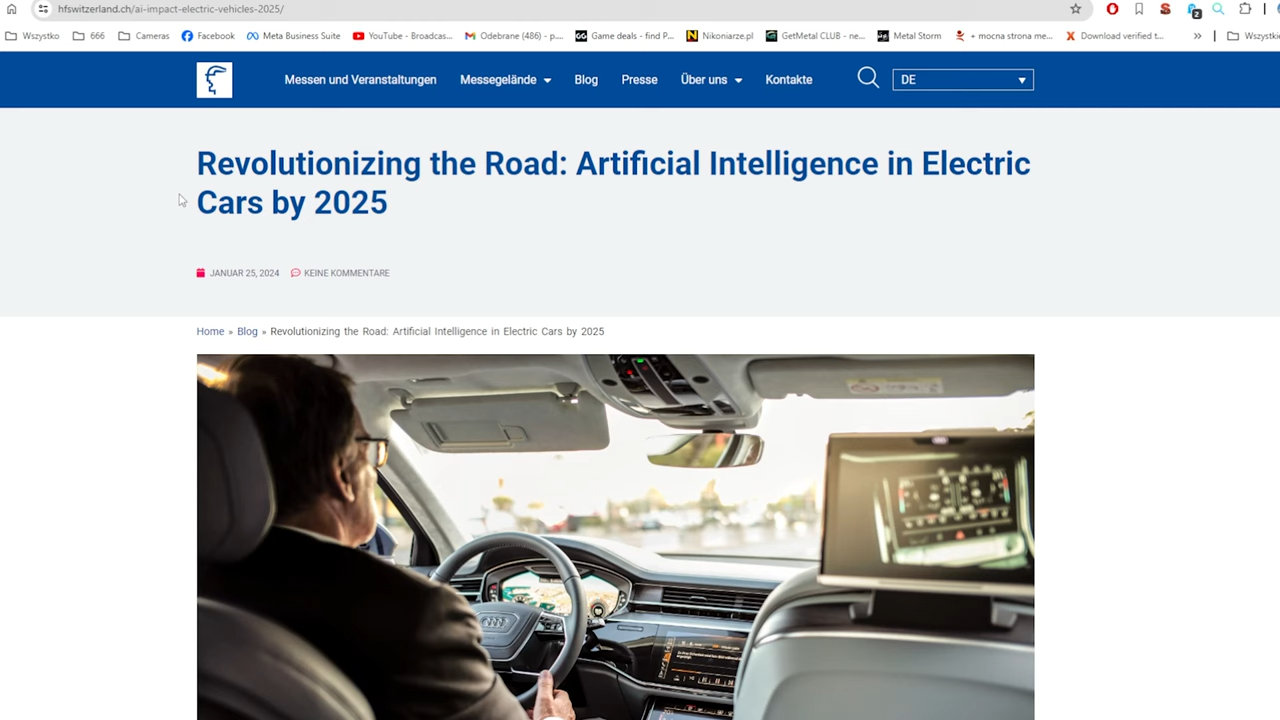 hfswitzerland.ch/ai-impact-electric-vehicles-2025/
Wszystko 666 Cameras Facebook Meta Business Suite YouTube - Broadcas... Odebrane (486) - p.... Game deals - find P... Nikoniarze.pl GetMetal CLUB - ne... Metal Storm + mocna strona me... Download verified t... » Wszystkie
2
Messen und Veranstaltungen Messegelände Blog Presse Über uns Kontakte DE
Revolutionizing the Road: Artificial Intelligence in Electric
Cars by 2025
JANUAR 25, 2024 KEINE KOMMENTARE
Home » Blog » Revolutionizing the Road: Artificial Intelligence in Electric Cars by 2025